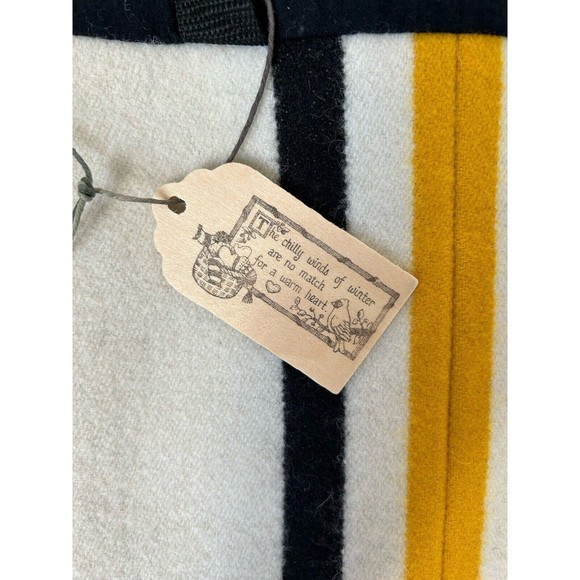 The chilly winds of winter
are no match
for a warm heart.